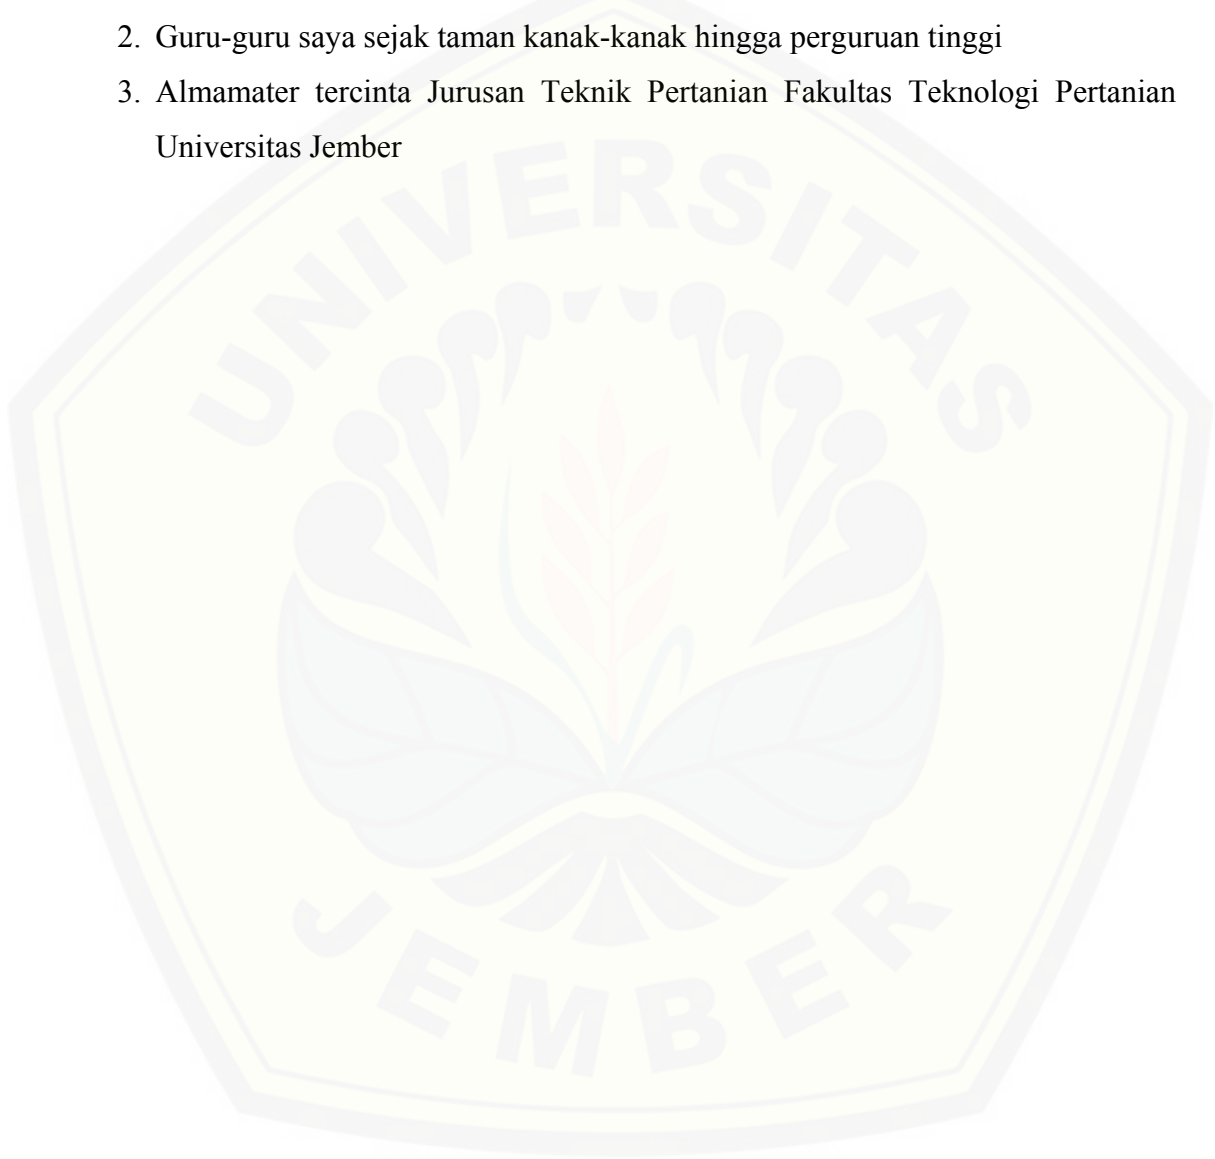 2. Guru-guru saya sejak taman kanak-kanak hingga perguruan tinggi
3. Almamater tercinta Jurusan Teknik Pertanian Fakultas Teknologi Pertanian
Universitas Jember
UNIVERSITAS
JEMBER